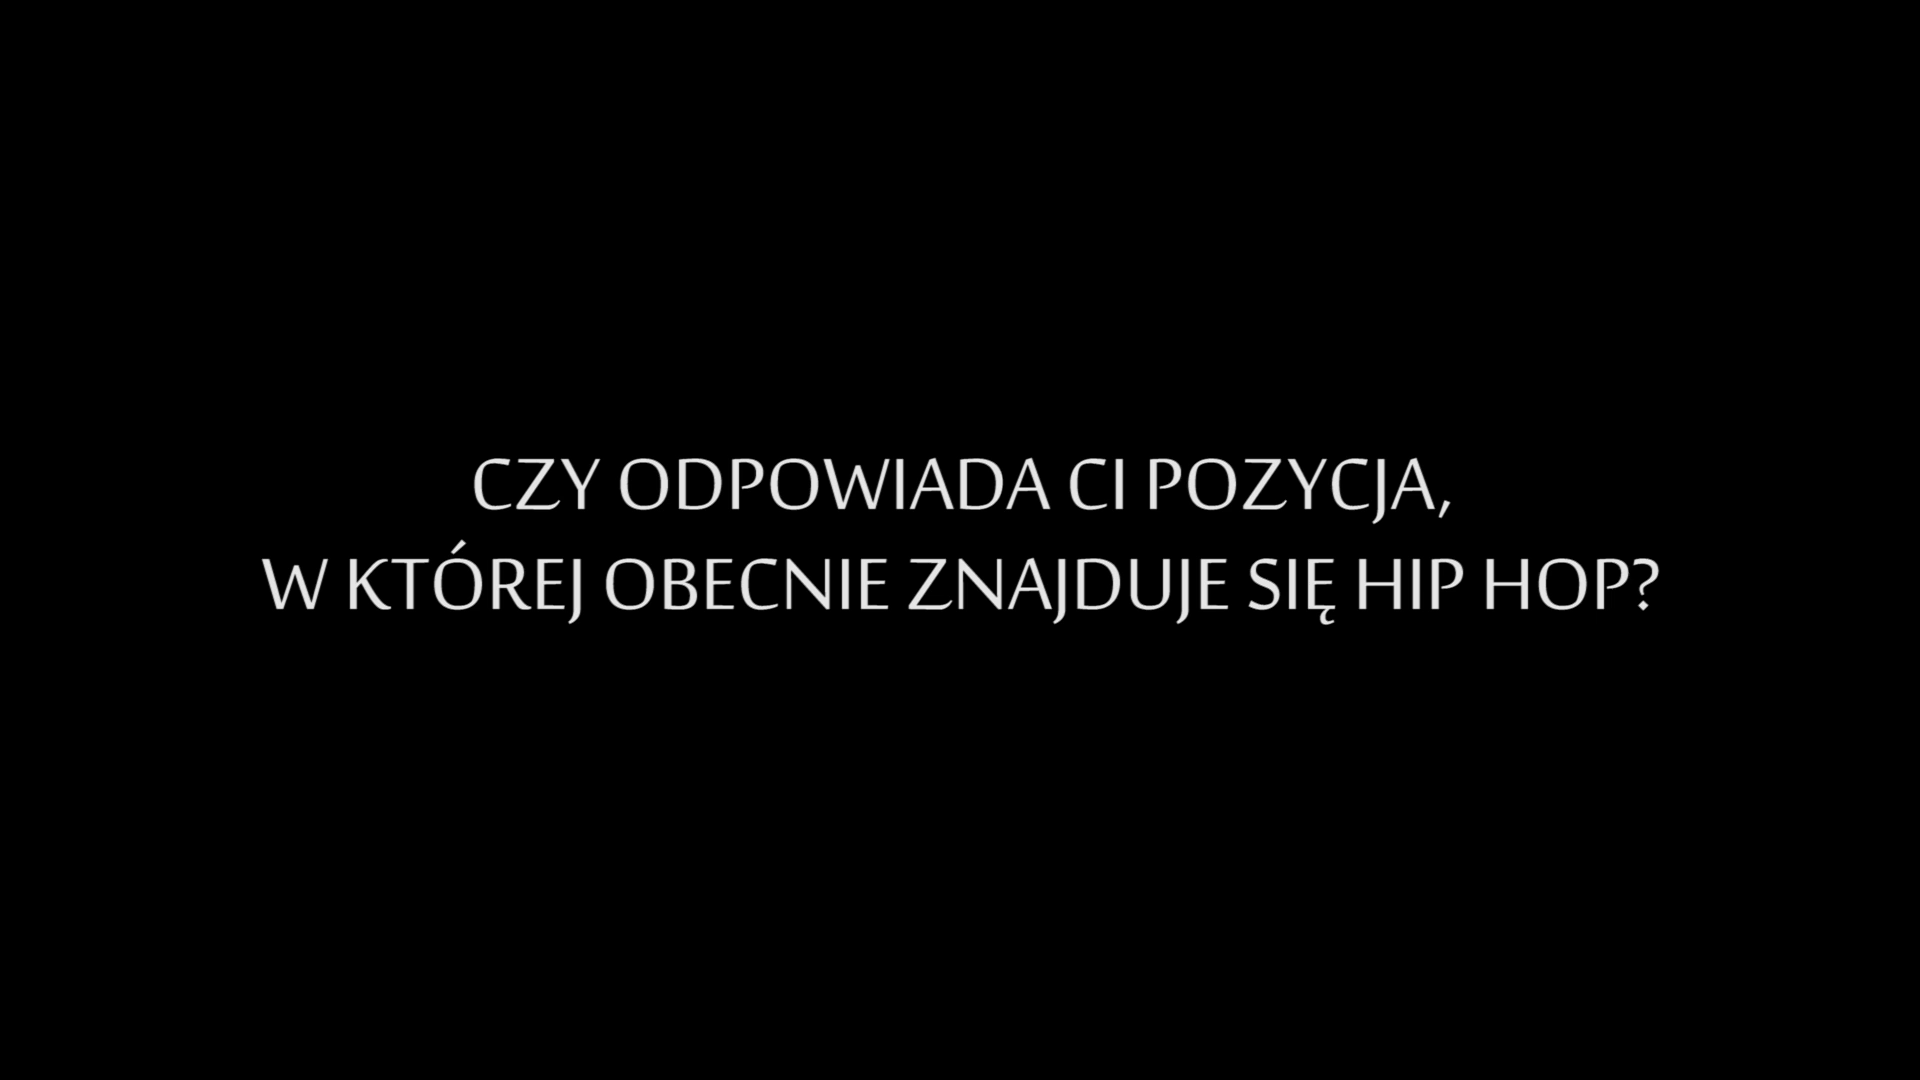 CZY ODPOWIADA CI POZYCJA,
W KTÓREJ OBECNIE ZNAJDUJE SIĘ HIP HOP?